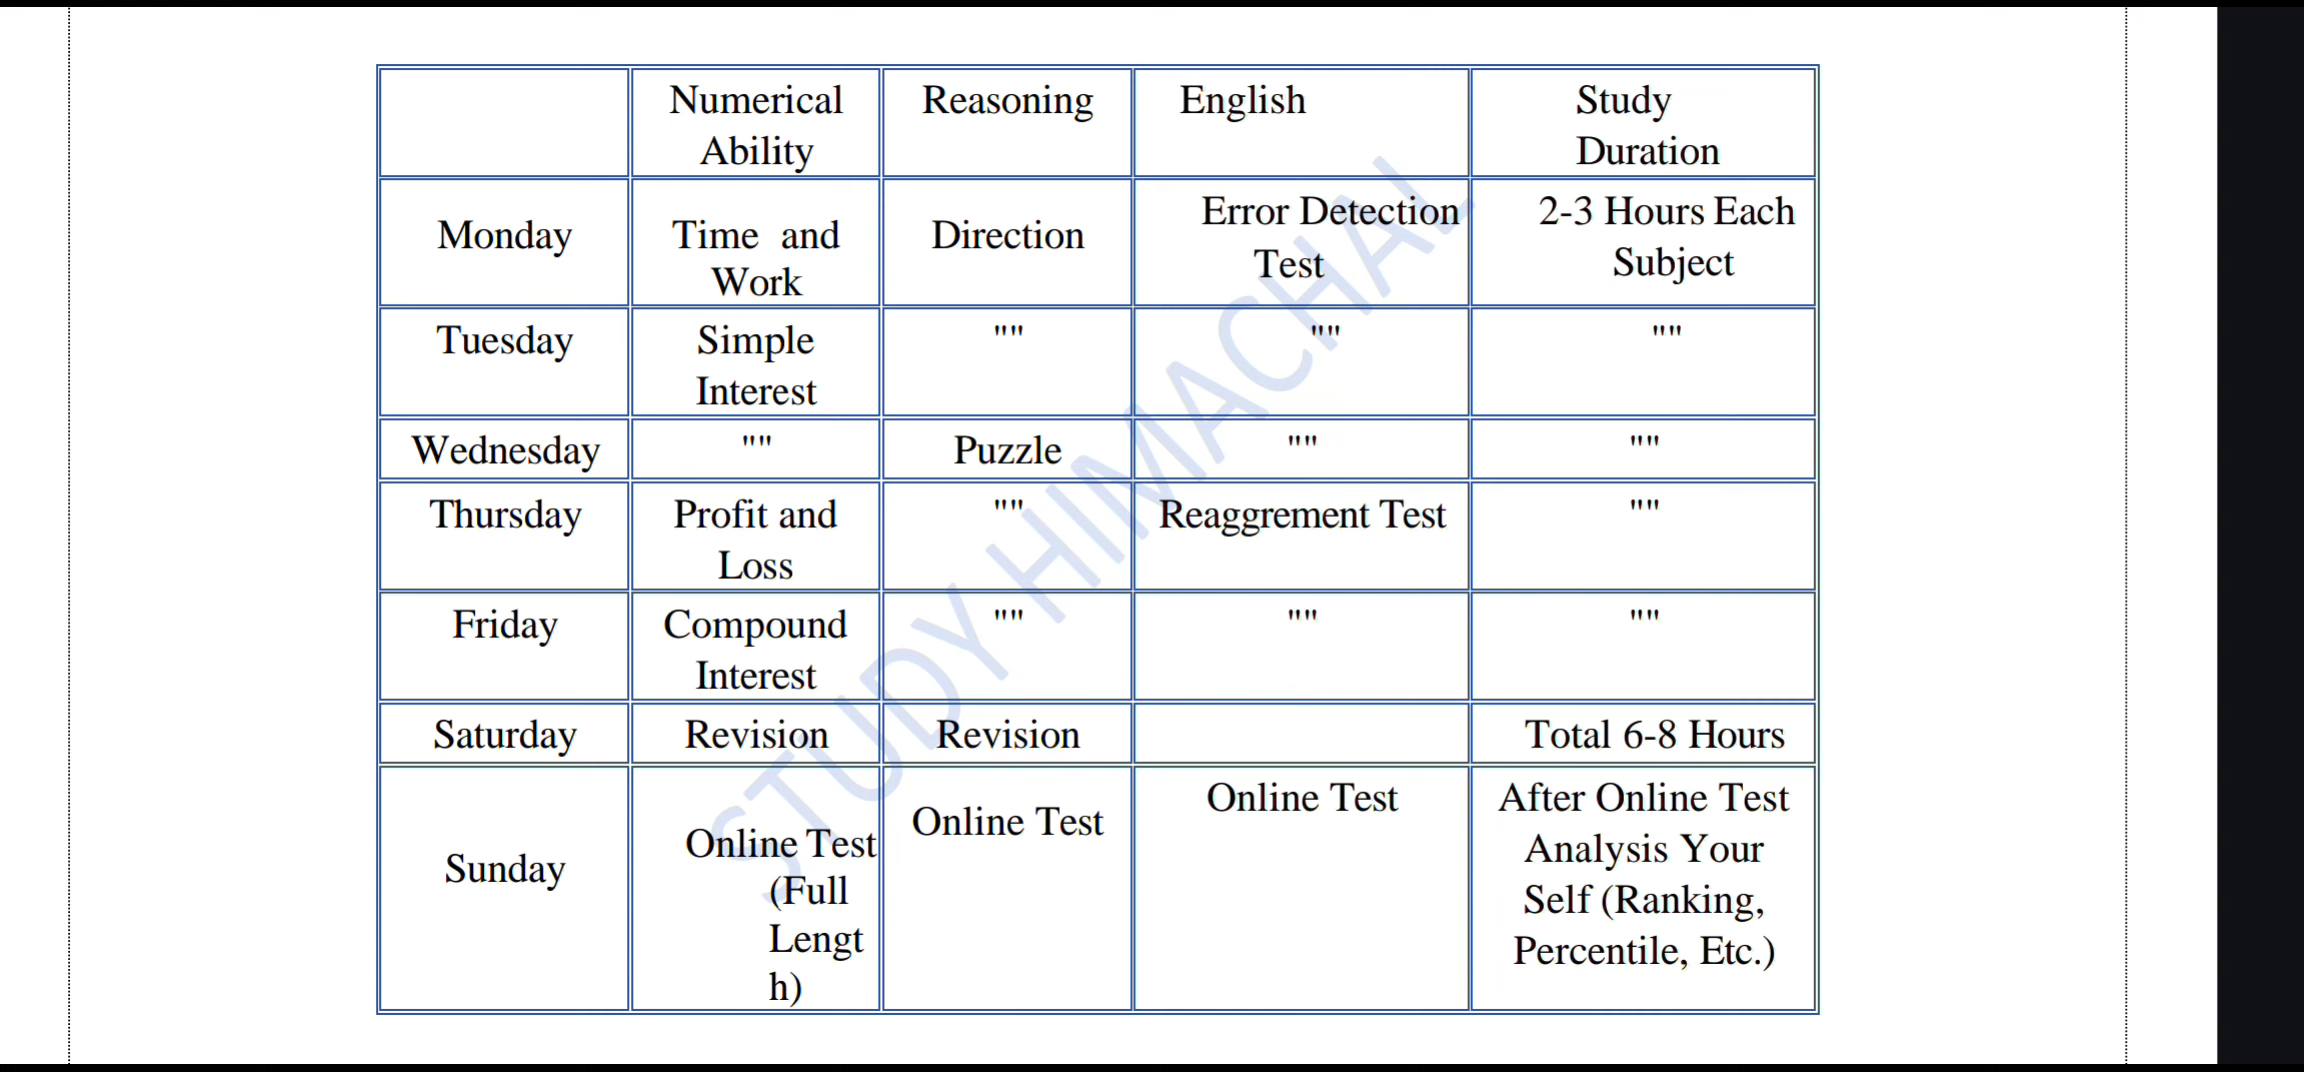 Numerical
Ability
Reasoning
English
Study
Duration
Monday
Time and
Work
Direction
Error Detection
Test
2-3 Hours Each
Subject
Tuesday
Simple
Interest
""
""
""
Wednesday
""
Puzzle
""
""
Thursday
Profit and
Loss
""
Reaggrement Test
""
Friday
Compound
Interest
""
""
""
Saturday
Revision
Revision
Total 6-8 Hours
Sunday
Online Test
(Full
Lengt
h)
Online Test
Online Test
After Online Test
Analysis Your
Self (Ranking,
Percentile, Etc.)
STUDY HIMACHAL